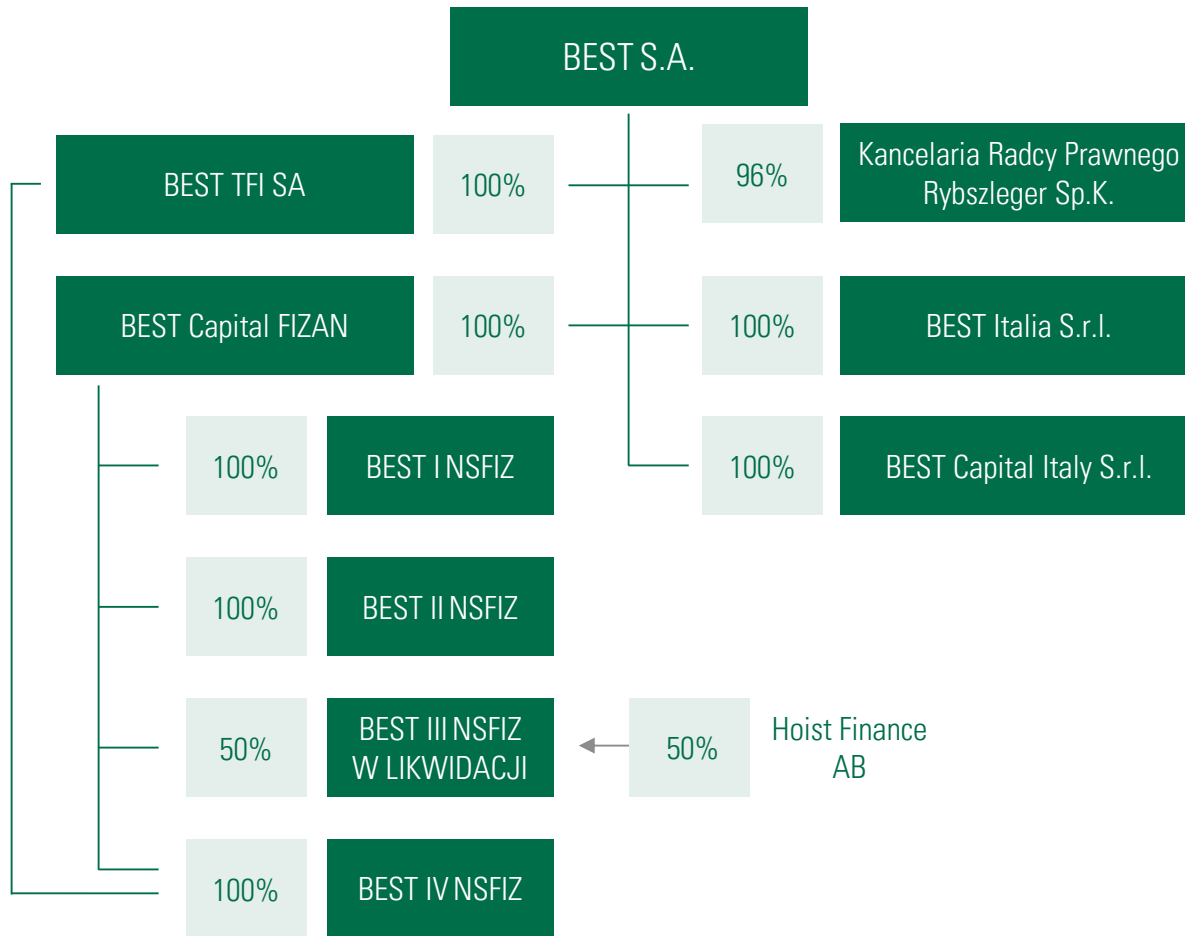 BEST S.A.
BEST TFI SA
100%
96%
Kancelaria Radcy Prawnego
Rybszleger Sp.K.
BEST Capital FIZAN
100%
100%
BEST Italia S.r.l.
100%
BEST I NSFIZ
100%
BEST Capital Italy S.r.l.
100%
BEST II NSFIZ
50%
BEST III NSFIZ
W LIKWIDACJI
50%
Hoist Finance
AB
100%
BEST IV NSFIZ